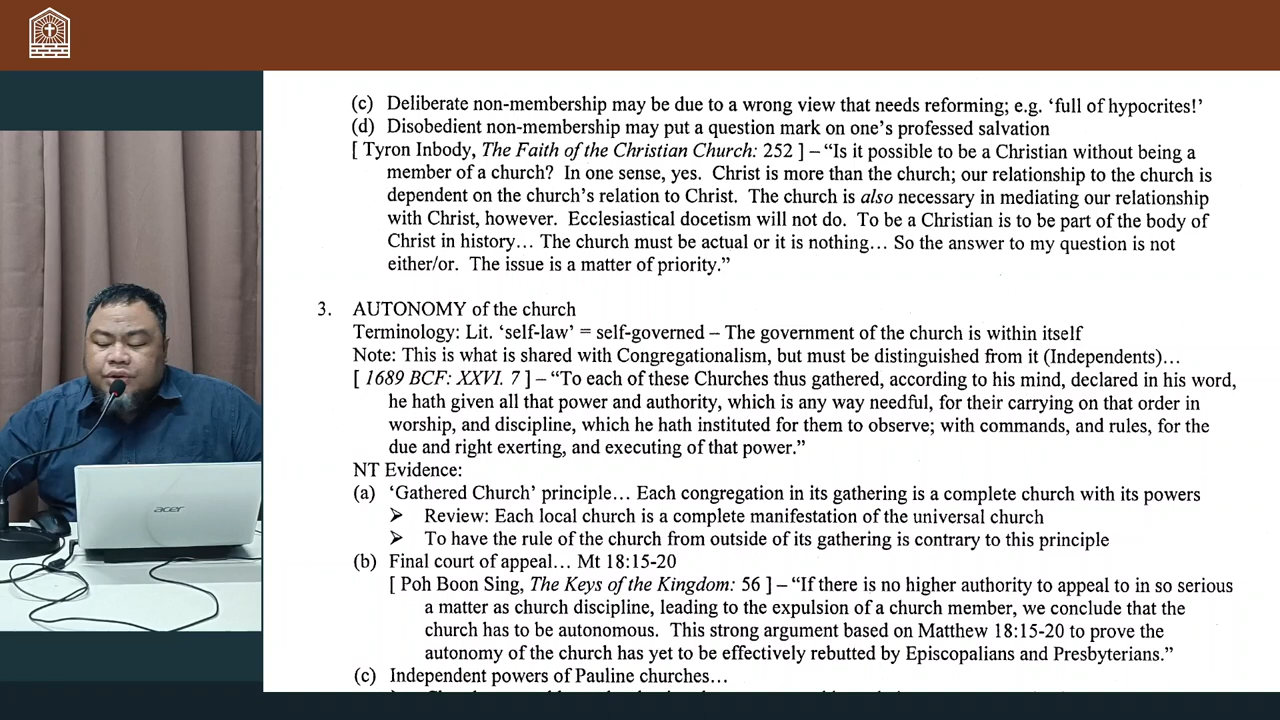 (c) Deliberate non-membership may be due to a wrong view that needs reforming; e.g. ‘full of hypocrites!’
(d) Disobedient non-membership may put a question mark on one’s professed salvation
[ Tyron Inbody, The Faith of the Christian Church: 252 ] – “Is it possible to be a Christian without being a
member of a church? In one sense, yes. Christ is more than the church; our relationship to the church is
dependent on the church’s relation to Christ. The church is also necessary in mediating our relationship
with Christ, however. Ecclesiastical docetism will not do. To be a Christian is to be part of the body of
Christ in history… The church must be actual or it is nothing… So the answer to my question is not
either/or. The issue is a matter of priority.”
3. AUTONOMY of the church
Terminology: Lit. ‘self-law’ = self-governed – The government of the church is within itself
Note: This is what is shared with Congregationalism, but must be distinguished from it (Independents)…
[ 1689 BCF: XXVI. 7 ] – “To each of these Churches thus gathered, according to his mind, declared in his word,
he hath given all that power and authority, which is any way needful, for their carrying on that order in
worship, and discipline, which he hath instituted for them to observe; with commands, and rules, for the
due and right exerting, and executing of that power.”
NT Evidence:
(a) ‘Gathered Church’ principle… Each congregation in its gathering is a complete church with its powers
➢ Review: Each local church is a complete manifestation of the universal church
➢ To have the rule of the church from outside of its gathering is contrary to this principle
(b) Final court of appeal… Mt 18:15-20
[ Poh Boon Sing, The Keys of the Kingdom: 56 ] – “If there is no higher authority to appeal to in so serious
a matter as church discipline, leading to the expulsion of a church member, we conclude that the
church has to be autonomous. This strong argument based on Matthew 18:15-20 to prove the
autonomy of the church has yet to be effectively rebutted by Episcopalians and Presbyterians.”
(c) Independent powers of Pauline churches…
acer